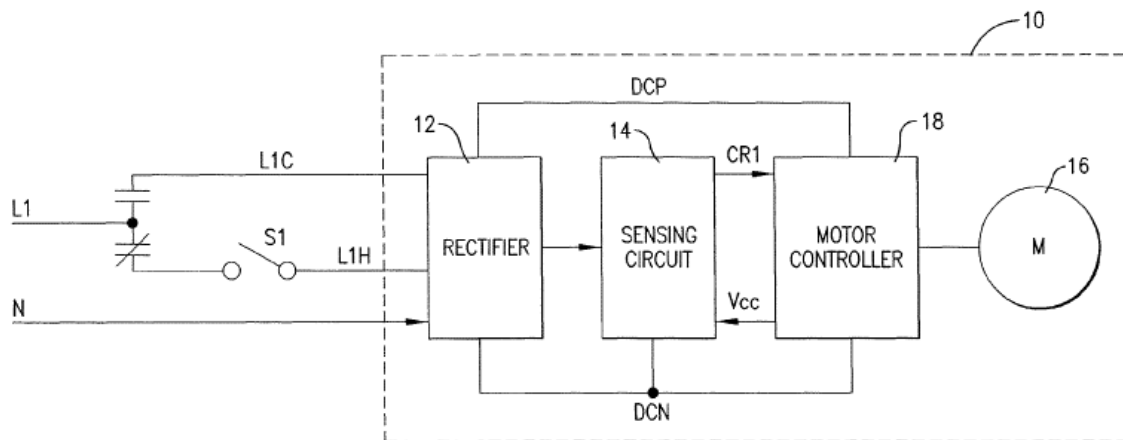 10
DCP
12
14
18
L1C
CR1
16
L1
S1
RECTIFIER
SENSING
CIRCUIT
MOTOR
CONTROLLER
M
L1H
N
Vcc
DCN